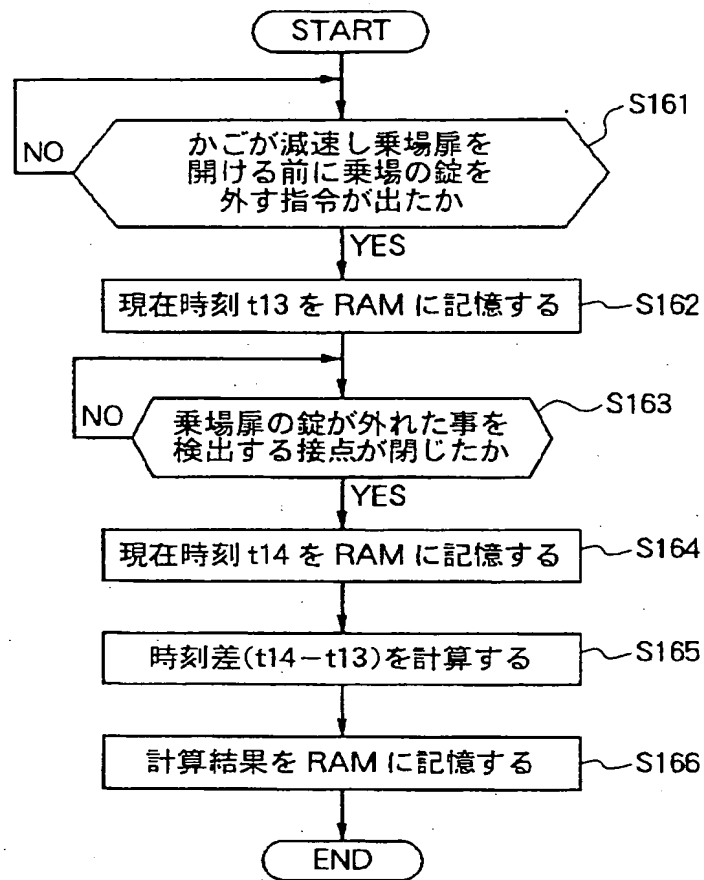 START
S161
かごが減速し乗場扉を
開ける前に乗場の錠を
外す指令が出たか
NO
YES
現在時刻 t13 を RAM に記憶する
S162
乗場扉の錠が外れた事を
検出する接点が閉じたか
S163
NO
YES
現在時刻 t14 を RAM に記憶する
S164
時刻差(t14-t13)を計算する
S165
計算結果を RAM に記憶する
S166
END